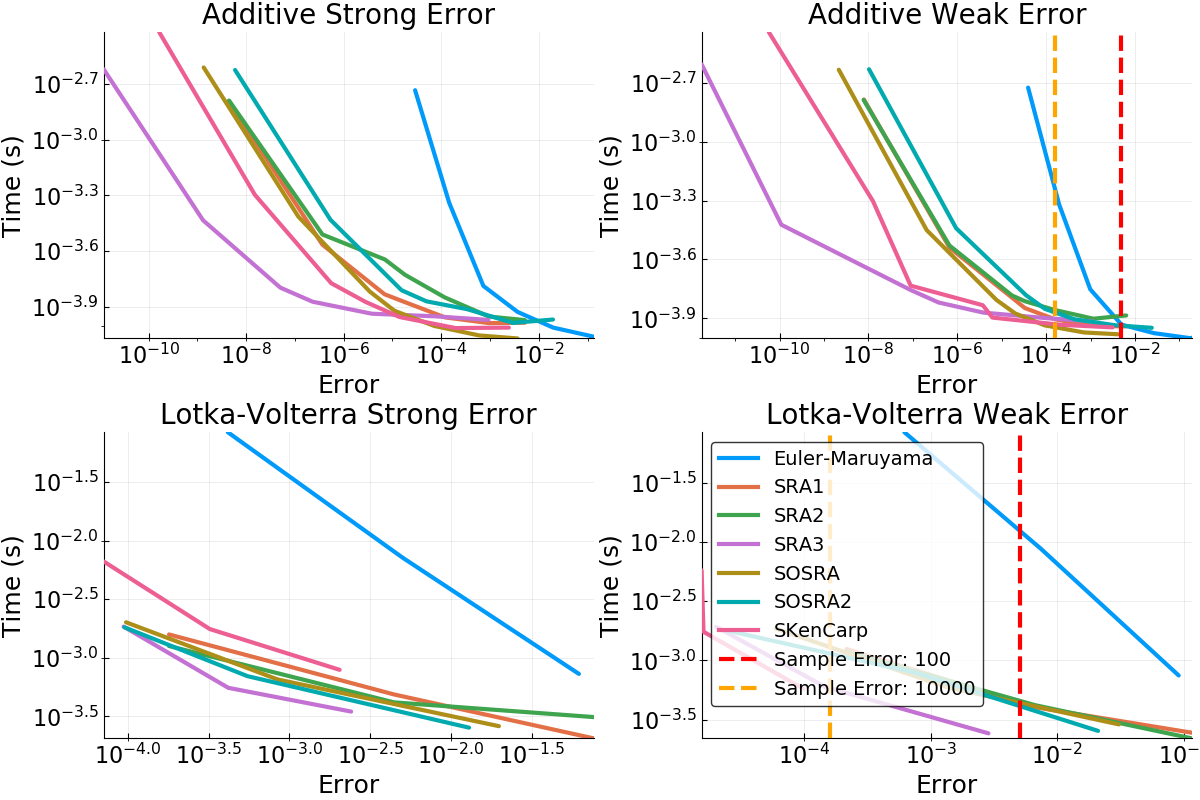 Additive Strong Error
Time (s)
10^-2.7
10^-3.0
10^-3.3
10^-3.6
10^-3.9
10^-10
10^-8
10^-6
10^-4
10^-2
Error
Additive Weak Error
Time (s)
10^-2.7
10^-3.0
10^-3.3
10^-3.6
10^-3.9
10^-10
10^-8
10^-6
10^-4
10^-2
Error
Lotka-Volterra Strong Error
Time (s)
10^-1.5
10^-2.0
10^-2.5
10^-3.0
10^-3.5
10^-4.0
10^-3.5
10^-3.0
10^-2.5
10^-2.0
10^-1.5
Error
Lotka-Volterra Weak Error
Time (s)
10^-1.5
10^-2.0
10^-2.5
10^-3.0
10^-3.5
Euler-Maruyama
SRA1
SRA2
SRA3
SOSRA
SOSRA2
SKenCarp
Sample Error: 100
Sample Error: 10000
10^-4
10^-3
10^-2
10^-
Error